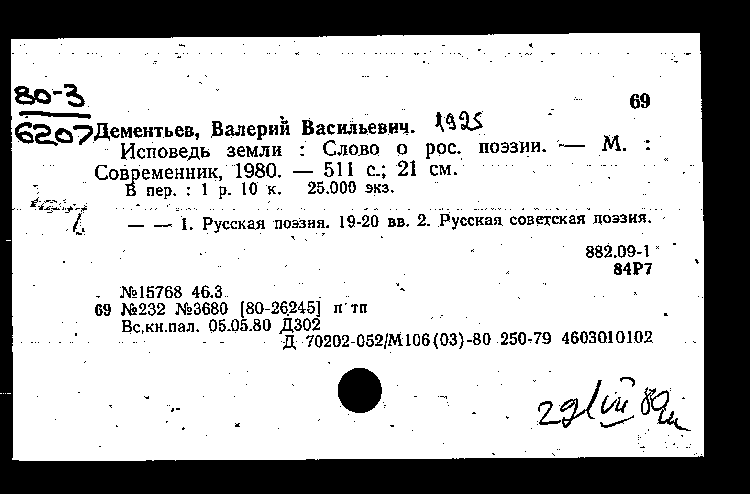 80-3
69
6207
Дементьев, Валерий Васильевич. 1925
Исповедь земли : Слово о рос. поэзии. — М. :
Современник, 1980. — 511 с.; 21 см.
В пер. : 1 р. 10 к. 25.000 экз.
— — 1. Русская поэзия. 19-20 вв. 2. Русская советская поэзия.
882.09-1
84Р7
№15768 46.3
69 №232 №3680 [80-26245] п тп
Вс.кн.пал. 05.05.80 Д302
Д 70202-052/М106(03)-80 250-79 4603010102